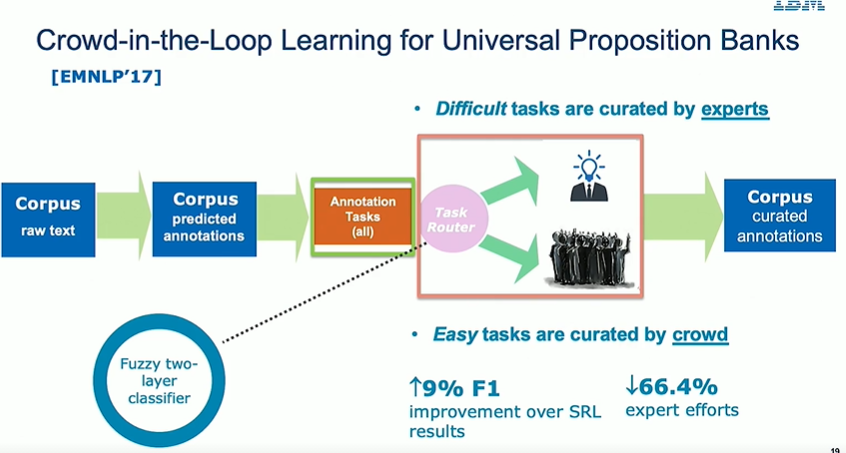 IBM
Crowd-in-the-Loop Learning for Universal Proposition Banks
[EMNLP'17]
• Difficult tasks are curated by experts
Corpus
raw text
Corpus
predicted
annotations
Annotation
Tasks
(all)
Task
Router
Corpus
curated
annotations
Fuzzy two-
layer
classifier
• Easy tasks are curated by crowd
↑9% F1
improvement over SRL
results
↓66.4%
expert efforts
19